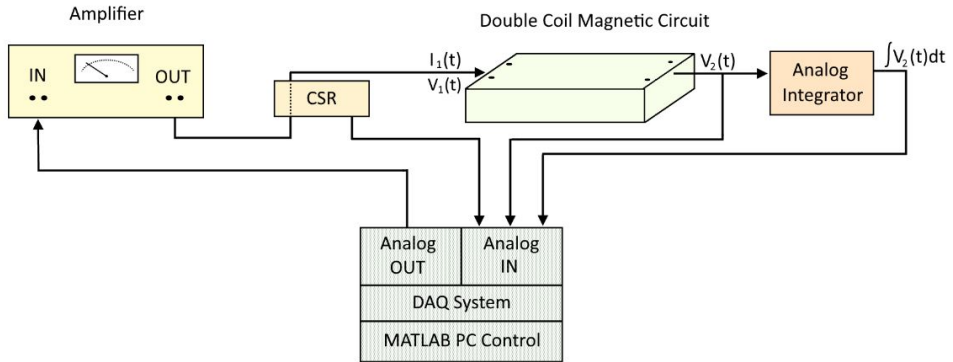 Amplifier
Double Coil Magnetic Circuit
IN
OUT
I₁(t)
V₁(t)
CSR
V₂(t)
Analog
Integrator
∫V₂(t)dt
Analog
OUT
Analog
IN
DAQ System
MATLAB PC Control